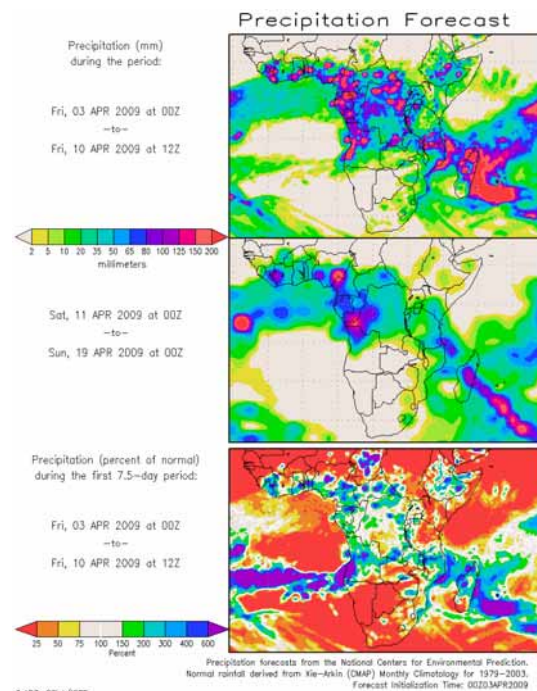 Precipitation Forecast
Precipitation (mm)
during the period:
Fri, 03 APR 2009 at 00Z
-to-
Fri, 10 APR 2009 at 12Z
2 5 10 20 35 50 65 80 100 125 150 200
millimeters
Sat, 11 APR 2009 at 00Z
-to-
Sun, 19 APR 2009 at 00Z
Precipitation (percent of normal)
during the first 7.5-day period:
Fri, 03 APR 2009 at 00Z
-to-
Fri, 10 APR 2009 at 12Z
25 50 75 100 150 200 300 400 600
Percent
Precipitation forecasts from the National Centers for Environmental Prediction.
Normal rainfall derived from Xie-Arkin (CMAP) Monthly Climatology for 1979-2003.
Forecast Initialization Time: 00Z03APR2009